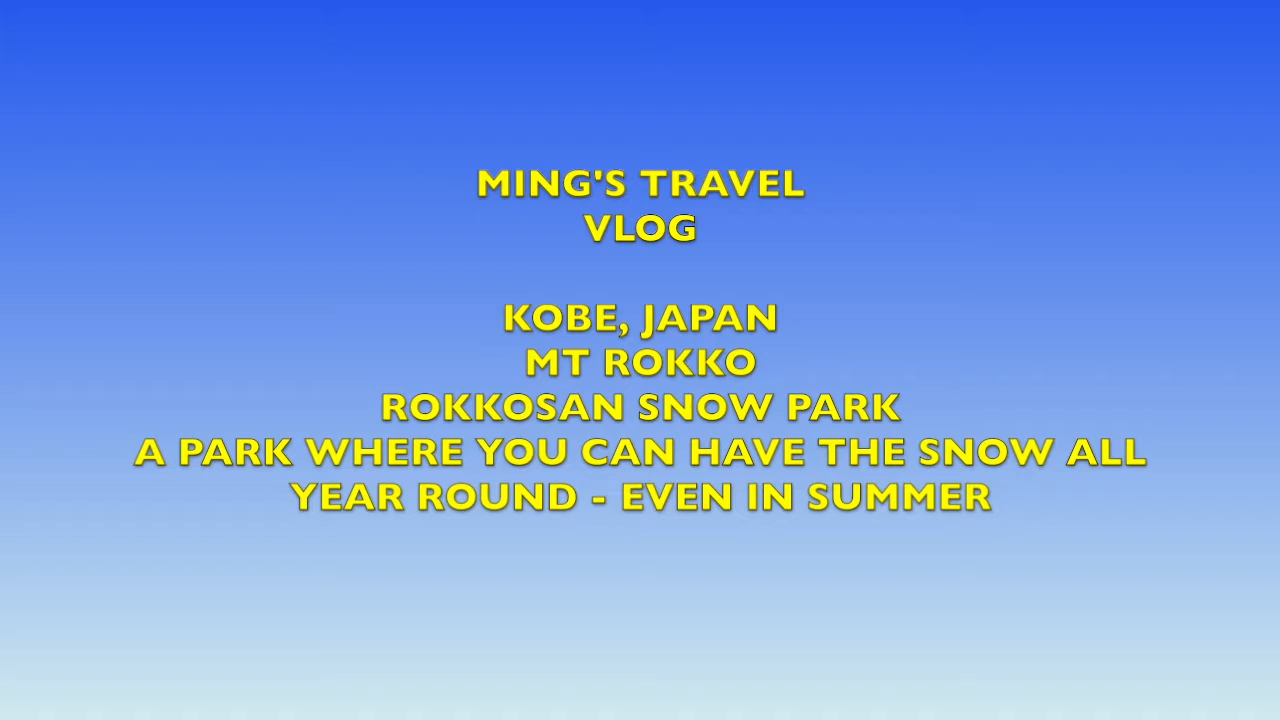 MING'S TRAVEL
VLOG
KOBE, JAPAN
MT ROKKO
ROKKOSAN SNOW PARK
A PARK WHERE YOU CAN HAVE THE SNOW ALL
YEAR ROUND - EVEN IN SUMMER